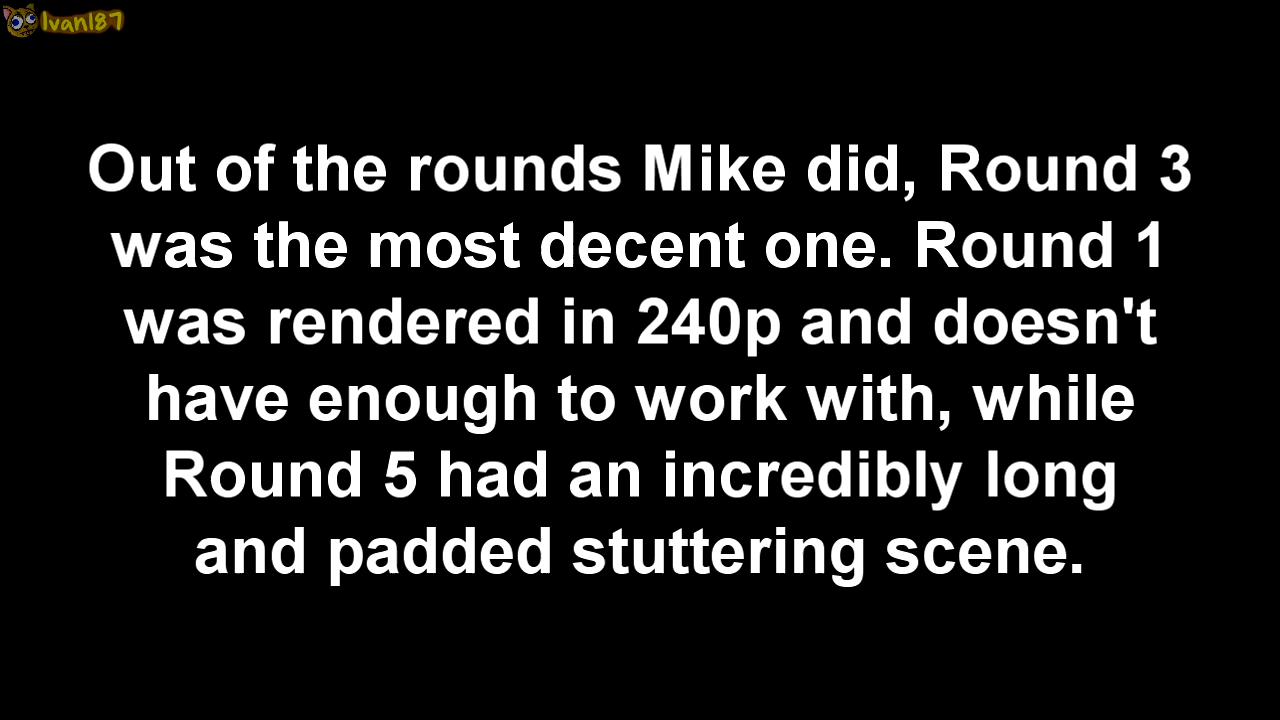 Ivan187
Out of the rounds Mike did, Round 3
was the most decent one. Round 1
was rendered in 240p and doesn't
have enough to work with, while
Round 5 had an incredibly long
and padded stuttering scene.